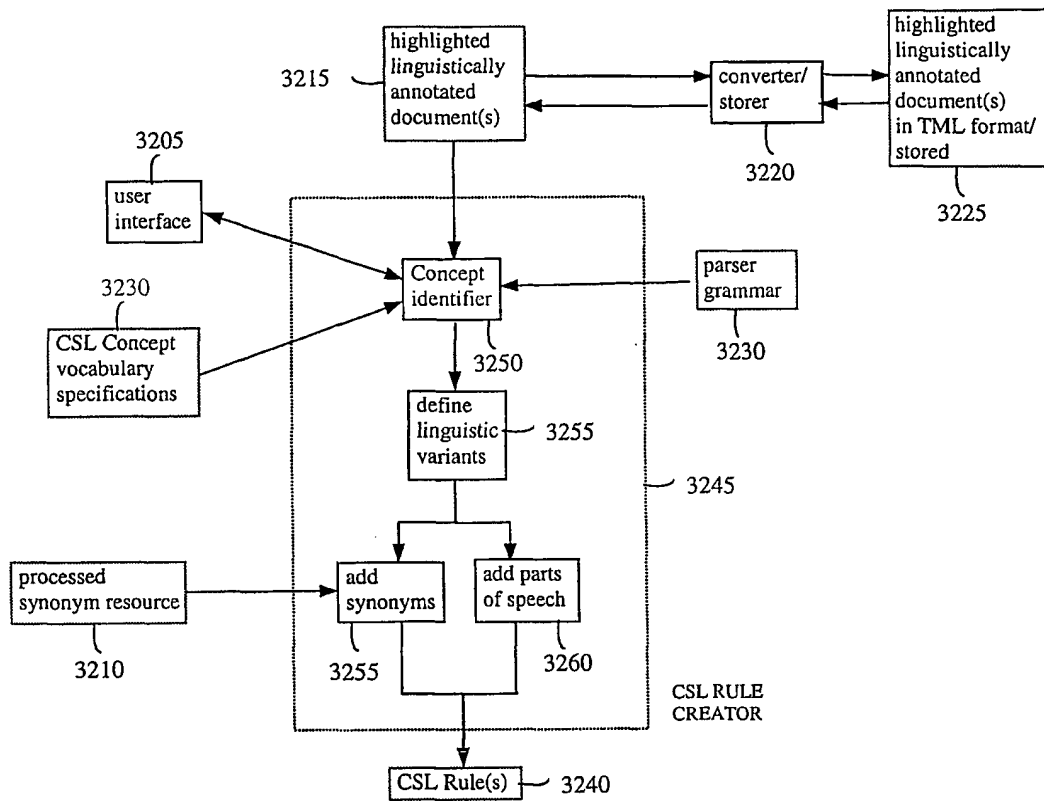 highlighted
linguistically
annotated
document(s)
3215
converter/
storer
3220
highlighted
linguistically
annotated
document(s)
in TML format/
stored
3225
3205
user
interface
3230
CSL Concept
vocabulary
specifications
Concept
identifier
3250
parser
grammar
3230
define
linguistic
variants
3255
3245
processed
synonym resource
3210
add
synonyms
3255
add parts
of speech
3260
CSL RULE
CREATOR
CSL Rule(s)
3240